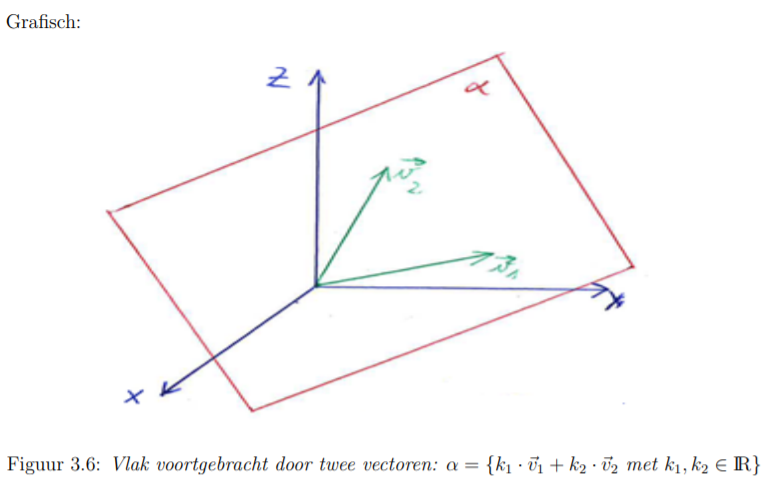 Grafisch:
Z
α
v⃗₂
v⃗₁
x
Figuur 3.6: Vlak voortgebracht door twee vectoren: α = {k₁ · v⃗₁ + k₂ · v⃗₂ met k₁, k₂ ∈ ℝ}